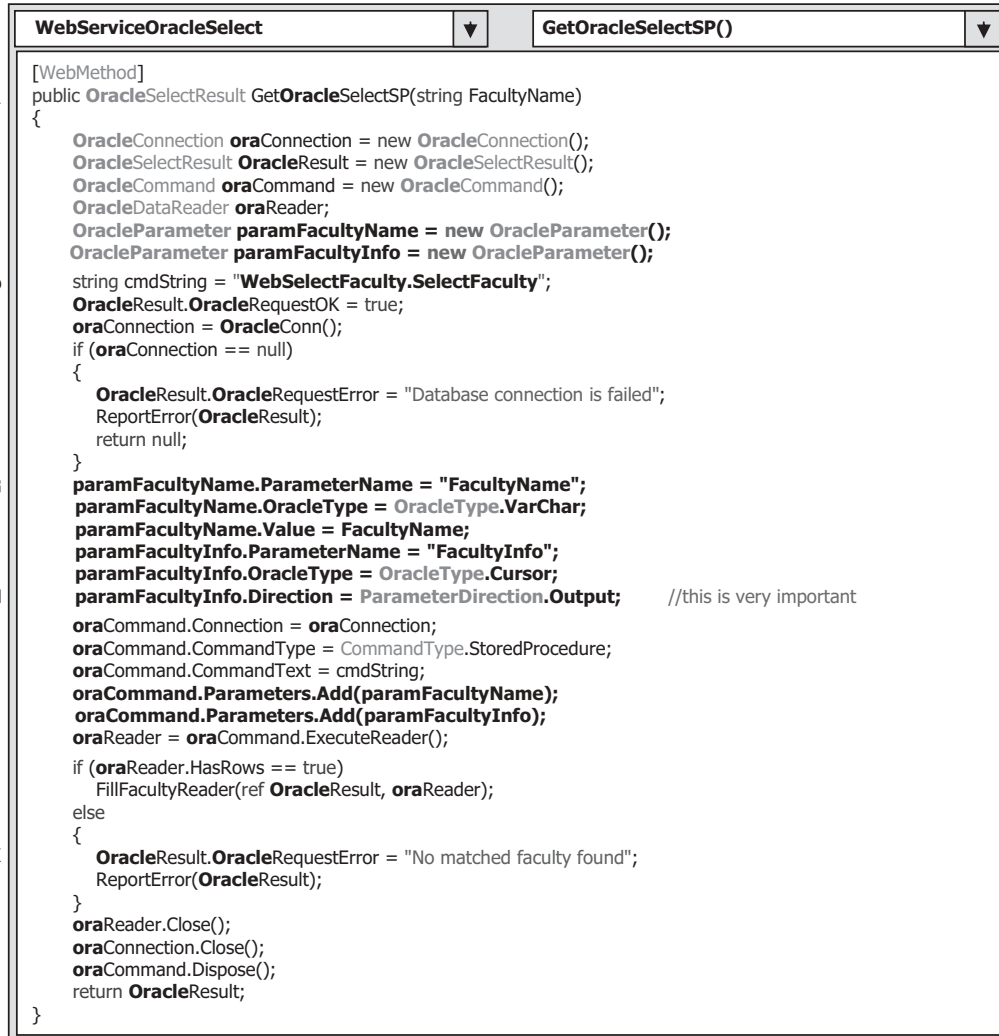 WebServiceOracleSelect GetOracleSelectSP()
[WebMethod]
public OracleSelectResult GetOracleSelectSP(string FacultyName)
{
OracleConnection oraConnection = new OracleConnection();
OracleSelectResult OracleResult = new OracleSelectResult();
OracleCommand oraCommand = new OracleCommand();
OracleDataReader oraReader;
OracleParameter paramFacultyName = new OracleParameter();
OracleParameter paramFacultyInfo = new OracleParameter();
string cmdString = "WebSelectFaculty.SelectFaculty";
OracleResult.OracleRequestOK = true;
oraConnection = OracleConn();
if (oraConnection == null)
{
OracleResult.OracleRequestError = "Database connection is failed";
ReportError(OracleResult);
return null;
}
paramFacultyName.ParameterName = "FacultyName";
paramFacultyName.OracleType = OracleType.VarChar;
paramFacultyName.Value = FacultyName;
paramFacultyInfo.ParameterName = "FacultyInfo";
paramFacultyInfo.OracleType = OracleType.Cursor;
paramFacultyInfo.Direction = ParameterDirection.Output; //this is very important
oraCommand.Connection = oraConnection;
oraCommand.CommandType = CommandType.StoredProcedure;
oraCommand.CommandText = cmdString;
oraCommand.Parameters.Add(paramFacultyName);
oraCommand.Parameters.Add(paramFacultyInfo);
oraReader = oraCommand.ExecuteReader();
if (oraReader.HasRows == true)
FillFacultyReader(ref OracleResult, oraReader);
else
{
OracleResult.OracleRequestError = "No matched faculty found";
ReportError(OracleResult);
}
oraReader.Close();
oraConnection.Close();
oraCommand.Dispose();
return OracleResult;
}